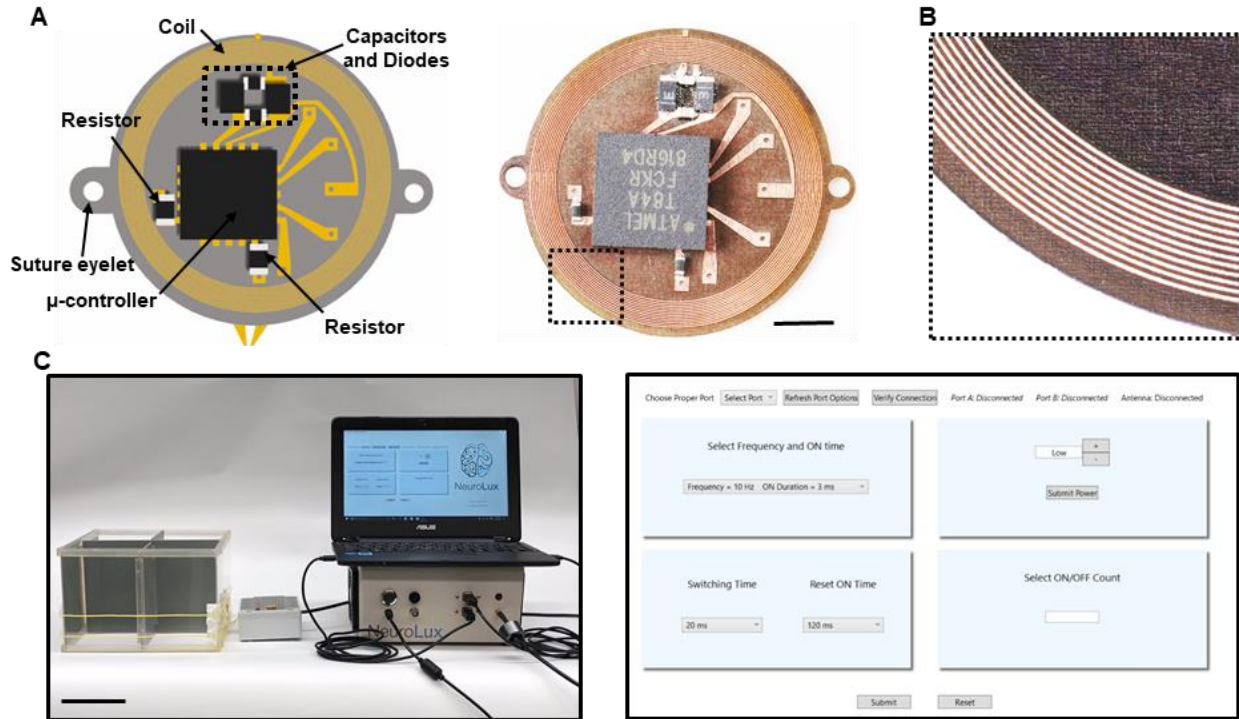 A
B
Coil
Capacitors
and Diodes
Resistor
Suture eyelet
μ-controller
Resistor
ATMEL
T84A
FCKR
816RD4
C
NeuroLux
ASUS
NeuroLux
Choose Proper Port Select Port Refresh Port Options Verify Connection Port A: Disconnected Port B: Disconnected Antenna: Disconnected
Select Frequency and ON time
Frequency = 10 Hz ON Duration = 3 ms
Low + -
Submit Power
Switching Time Reset ON Time
20 ms 120 ms
Select ON/OFF Count
Submit Reset